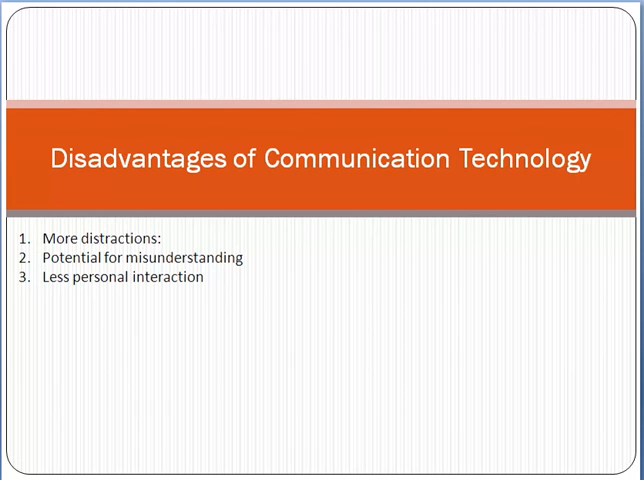 Disadvantages of Communication Technology
1. More distractions:
2. Potential for misunderstanding
3. Less personal interaction